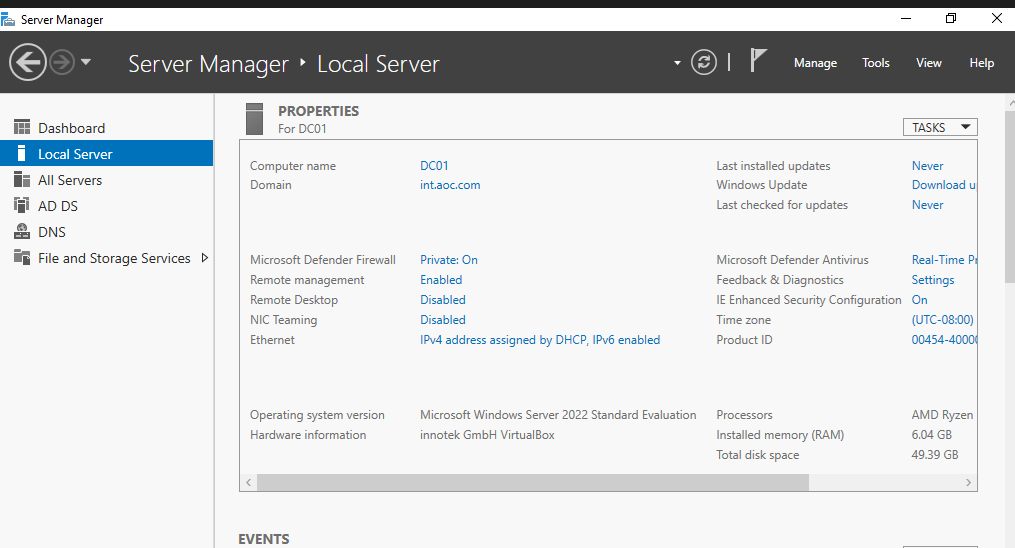 Server Manager
Server Manager ‣ Local Server
Manage Tools View Help
Dashboard
Local Server
All Servers
AD DS
DNS
File and Storage Services
PROPERTIES
For DC01
TASKS
Computer name DC01 Last installed updates Never
Domain int.aoc.com Windows Update Download u
Last checked for updates Never
Microsoft Defender Firewall Private: On Microsoft Defender Antivirus Real-Time Pr
Remote management Enabled Feedback & Diagnostics Settings
Remote Desktop Disabled IE Enhanced Security Configuration On
NIC Teaming Disabled Time zone (UTC-08:00)
Ethernet IPv4 address assigned by DHCP, IPv6 enabled Product ID 00454-40000
Operating system version Microsoft Windows Server 2022 Standard Evaluation Processors AMD Ryzen
Hardware information innotek GmbH VirtualBox Installed memory (RAM) 6.04 GB
Total disk space 49.39 GB
EVENTS